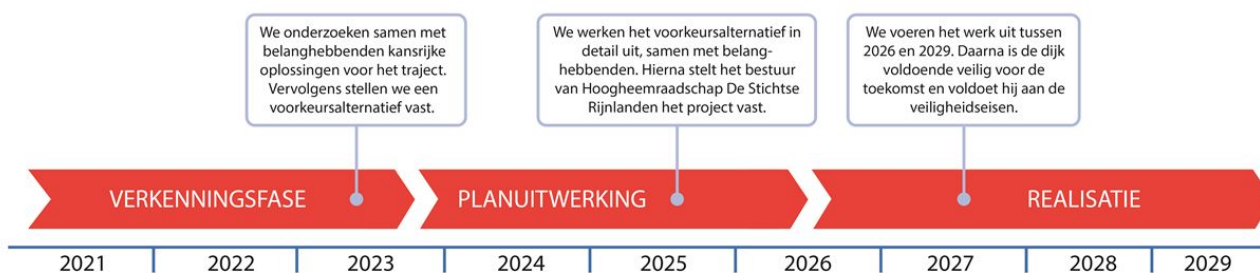 We onderzoeken samen met
belanghebbenden kansrijke
oplossingen voor het traject.
Vervolgens stellen we een
voorkeursalternatief vast.
We werken het voorkeursalternatief in
detail uit, samen met belang-
hebbenden. Hierna stelt het bestuur
van Hoogheemraadschap De Stichtse
Rijnlanden het project vast.
We voeren het werk uit tussen
2026 en 2029. Daarna is de dijk
voldoende veilig voor de
toekomst en voldoet hij aan de
veiligheidseisen.
VERKENNINGSFASE
PLANUITWERKING
REALISATIE
2021 2022 2023 2024 2025 2026 2027 2028 2029